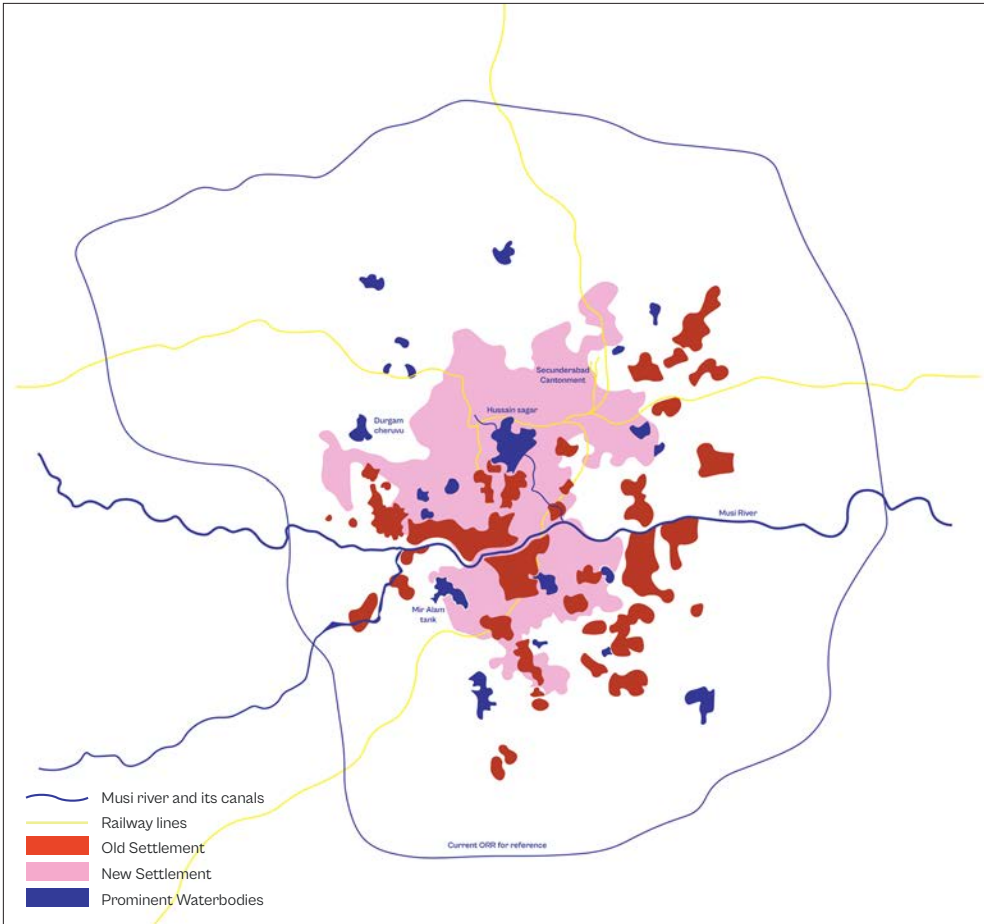 Secunderabad
Cantonment
Hussain sagar
Durgam
cheruvu
Musi River
Mir Alam
tank
Musi river and its canals
Railway lines
Old Settlement
New Settlement
Prominent Waterbodies
Current ORR for reference